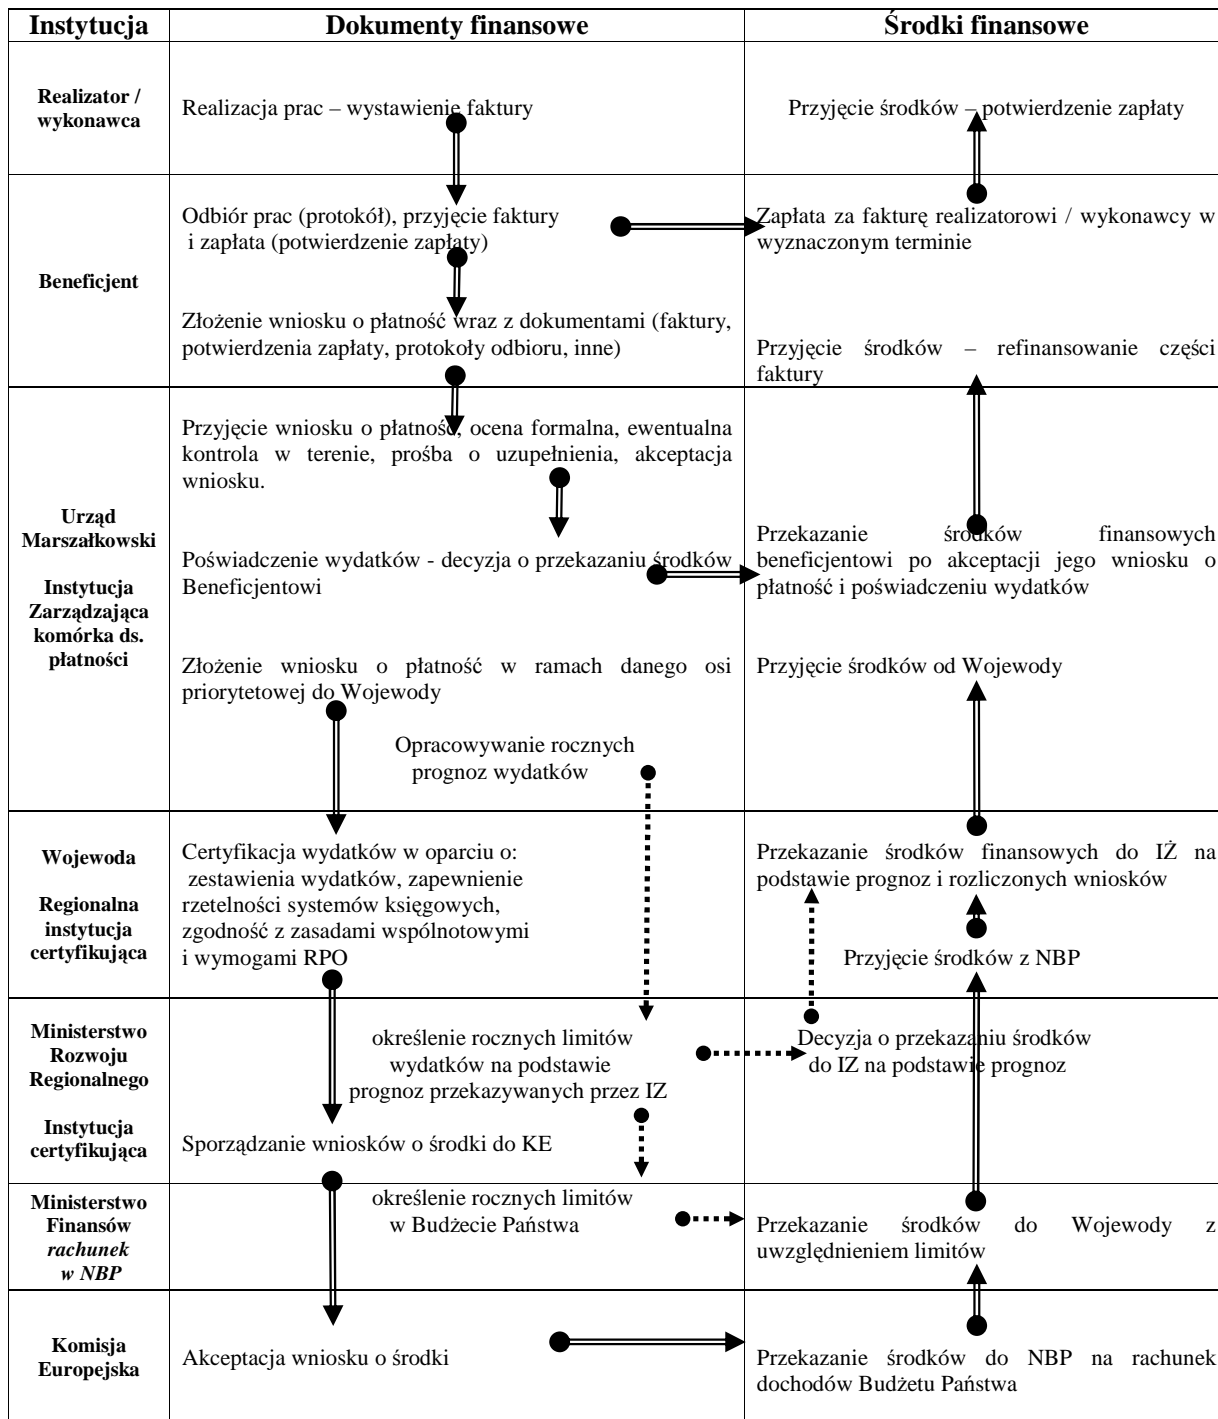 Instytucja
Dokumenty finansowe
Środki finansowe
Realizator /
wykonawca
Realizacja prac – wystawienie faktury
Przyjęcie środków – potwierdzenie zapłaty
Beneficjent
Odbiór prac (protokół), przyjęcie faktury
i zapłata (potwierdzenie zapłaty)
Złożenie wniosku o płatność wraz z dokumentami (faktury,
potwierdzenia zapłaty, protokoły odbioru, inne)
Zapłata za fakturę realizatorowi / wykonawcy w
wyznaczonym terminie
Przyjęcie środków – refinansowanie części
faktury
Urząd
Marszałkowski
Instytucja
Zarządzająca
komórka ds.
płatności
Przyjęcie wniosku o płatność, ocena formalna, ewentualna
kontrola w terenie, prośba o uzupełnienia, akceptacja
wniosku.
Poświadczenie wydatków - decyzja o przekazaniu środków
Beneficjentowi
Złożenie wniosku o płatność w ramach danego osi
priorytetowej do Wojewody
Opracowywanie rocznych
prognoz wydatków
Przekazanie środków finansowych
beneficjentowi po akceptacji jego wniosku o
płatność i poświadczeniu wydatków
Przyjęcie środków od Wojewody
Wojewoda
Regionalna
instytucja
certyfikująca
Certyfikacja wydatków w oparciu o:
zestawienia wydatków, zapewnienie
rzetelności systemów księgowych,
zgodność z zasadami wspólnotowymi
i wymogami RPO
Przekazanie środków finansowych do IŻ na
podstawie prognoz i rozliczonych wniosków
Przyjęcie środków z NBP
Ministerstwo
Rozwoju
Regionalnego
Instytucja
certyfikująca
określenie rocznych limitów
wydatków na podstawie
prognoz przekazywanych przez IZ
Sporządzanie wniosków o środki do KE
Decyzja o przekazaniu środków
do IZ na podstawie prognoz
Ministerstwo
Finansów
rachunek
w NBP
określenie rocznych limitów
w Budżecie Państwa
Przekazanie środków do Wojewody z
uwzględnieniem limitów
Komisja
Europejska
Akceptacja wniosku o środki
Przekazanie środków do NBP na rachunek
dochodów Budżetu Państwa